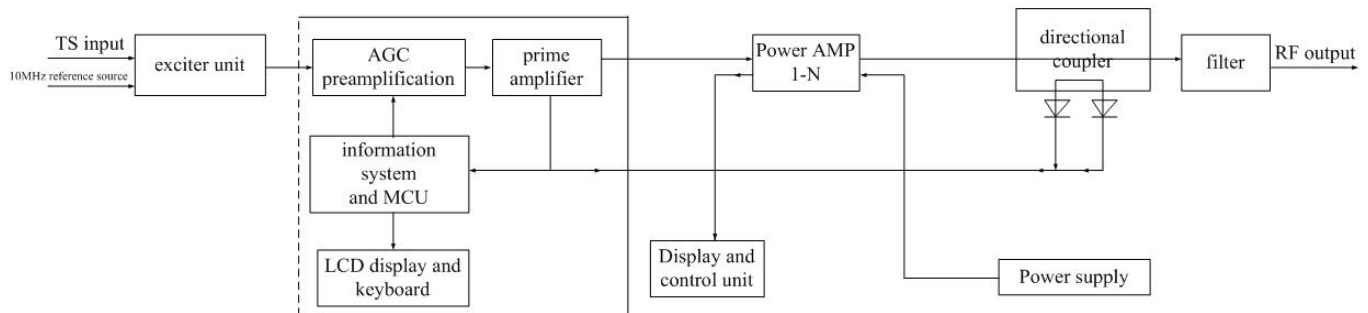 TS input
10MHz reference source
exciter unit
AGC
preamplification
prime
amplifier
Power AMP
1-N
directional
coupler
filter
RF output
information
system
and MCU
LCD display and
keyboard
Display and
control unit
Power supply